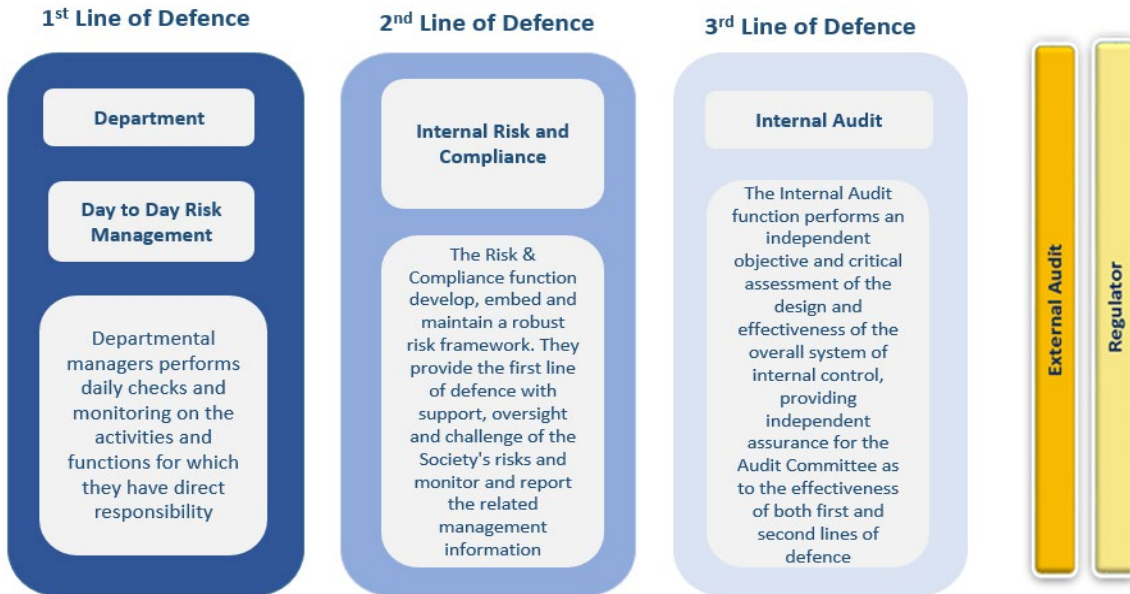 1st Line of Defence
Department
Day to Day Risk
Management
Departmental
managers performs
daily checks and
monitoring on the
activities and
functions for which
they have direct
responsibility
2nd Line of Defence
Internal Risk and
Compliance
The Risk &
Compliance function
develop, embed and
maintain a robust
risk framework. They
provide the first line
of defence with
support, oversight
and challenge of the
Society's risks and
monitor and report
the related
management
information
3rd Line of Defence
Internal Audit
The Internal Audit
function performs an
independent
objective and critical
assessment of the
design and
effectiveness of the
overall system of
internal control,
providing
independent
assurance for the
Audit Committee as
to the effectiveness
of both first and
second lines of
defence
External Audit
Regulator